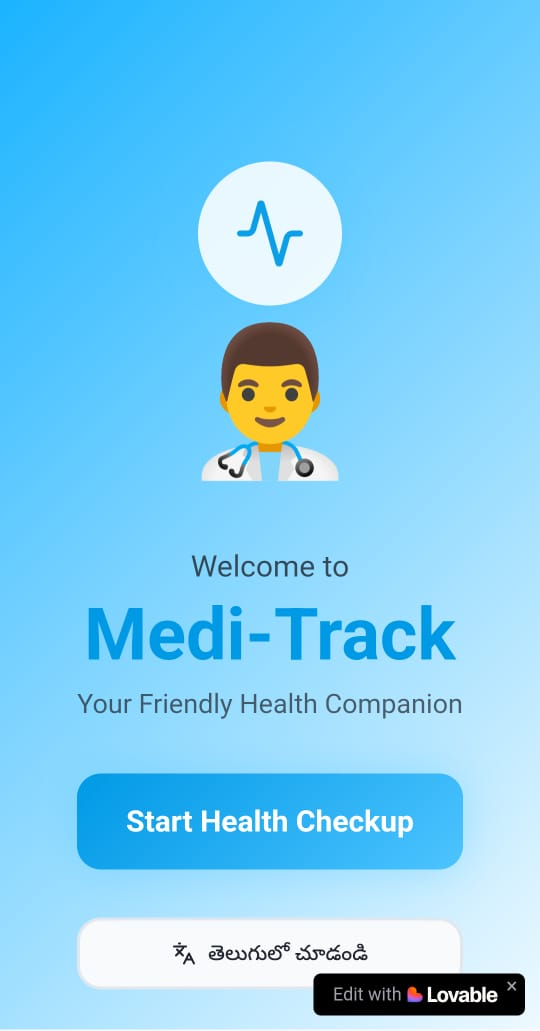 Welcome to
Medi-Track
Your Friendly Health Companion
Start Health Checkup
తెలుగులో చూడండి
Edit with Lovable